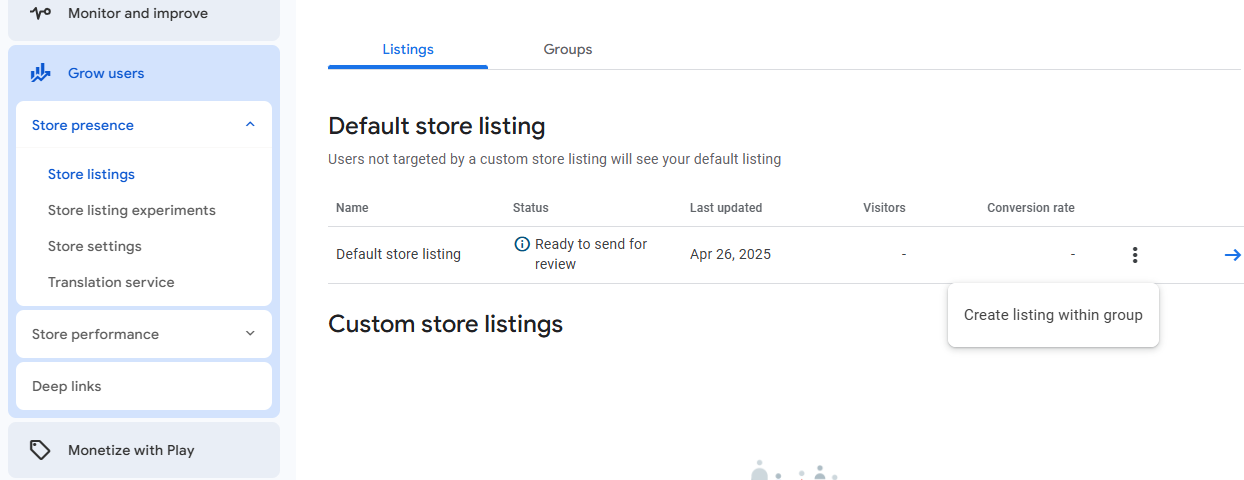 Monitor and improve
Grow users
Store presence
Store listings
Store listing experiments
Store settings
Translation service
Store performance
Deep links
Monetize with Play
Listings Groups
Default store listing
Users not targeted by a custom store listing will see your default listing
Name Status Last updated Visitors Conversion rate
Default store listing Ready to send for Apr 26, 2025 - -
review
Create listing within group
Custom store listings